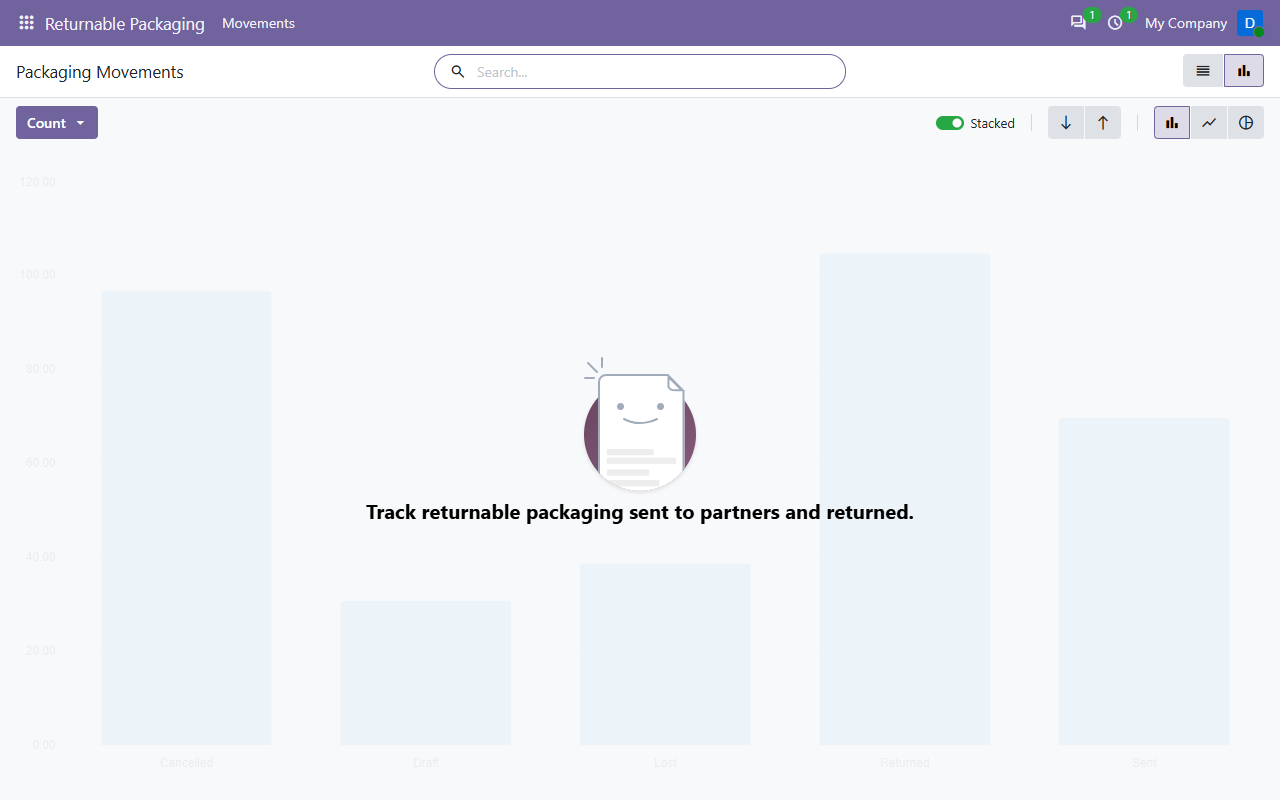 Returnable Packaging
Movements
1
1
My Company
D
Packaging Movements
Search...
Count
Stacked
120.00
100.00
80.00
60.00
40.00
20.00
0.00
Track returnable packaging sent to partners and returned.
Cancelled
Draft
Lost
Returned
Sent